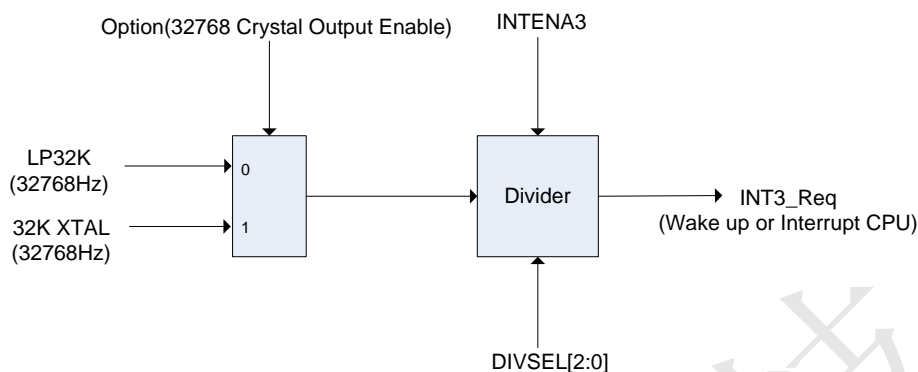 Option(32768 Crystal Output Enable)
INTENA3
LP32K
(32768Hz)
0
32K XTAL
(32768Hz)
1
Divider
INT3_Req
(Wake up or Interrupt CPU)
DIVSEL[2:0]